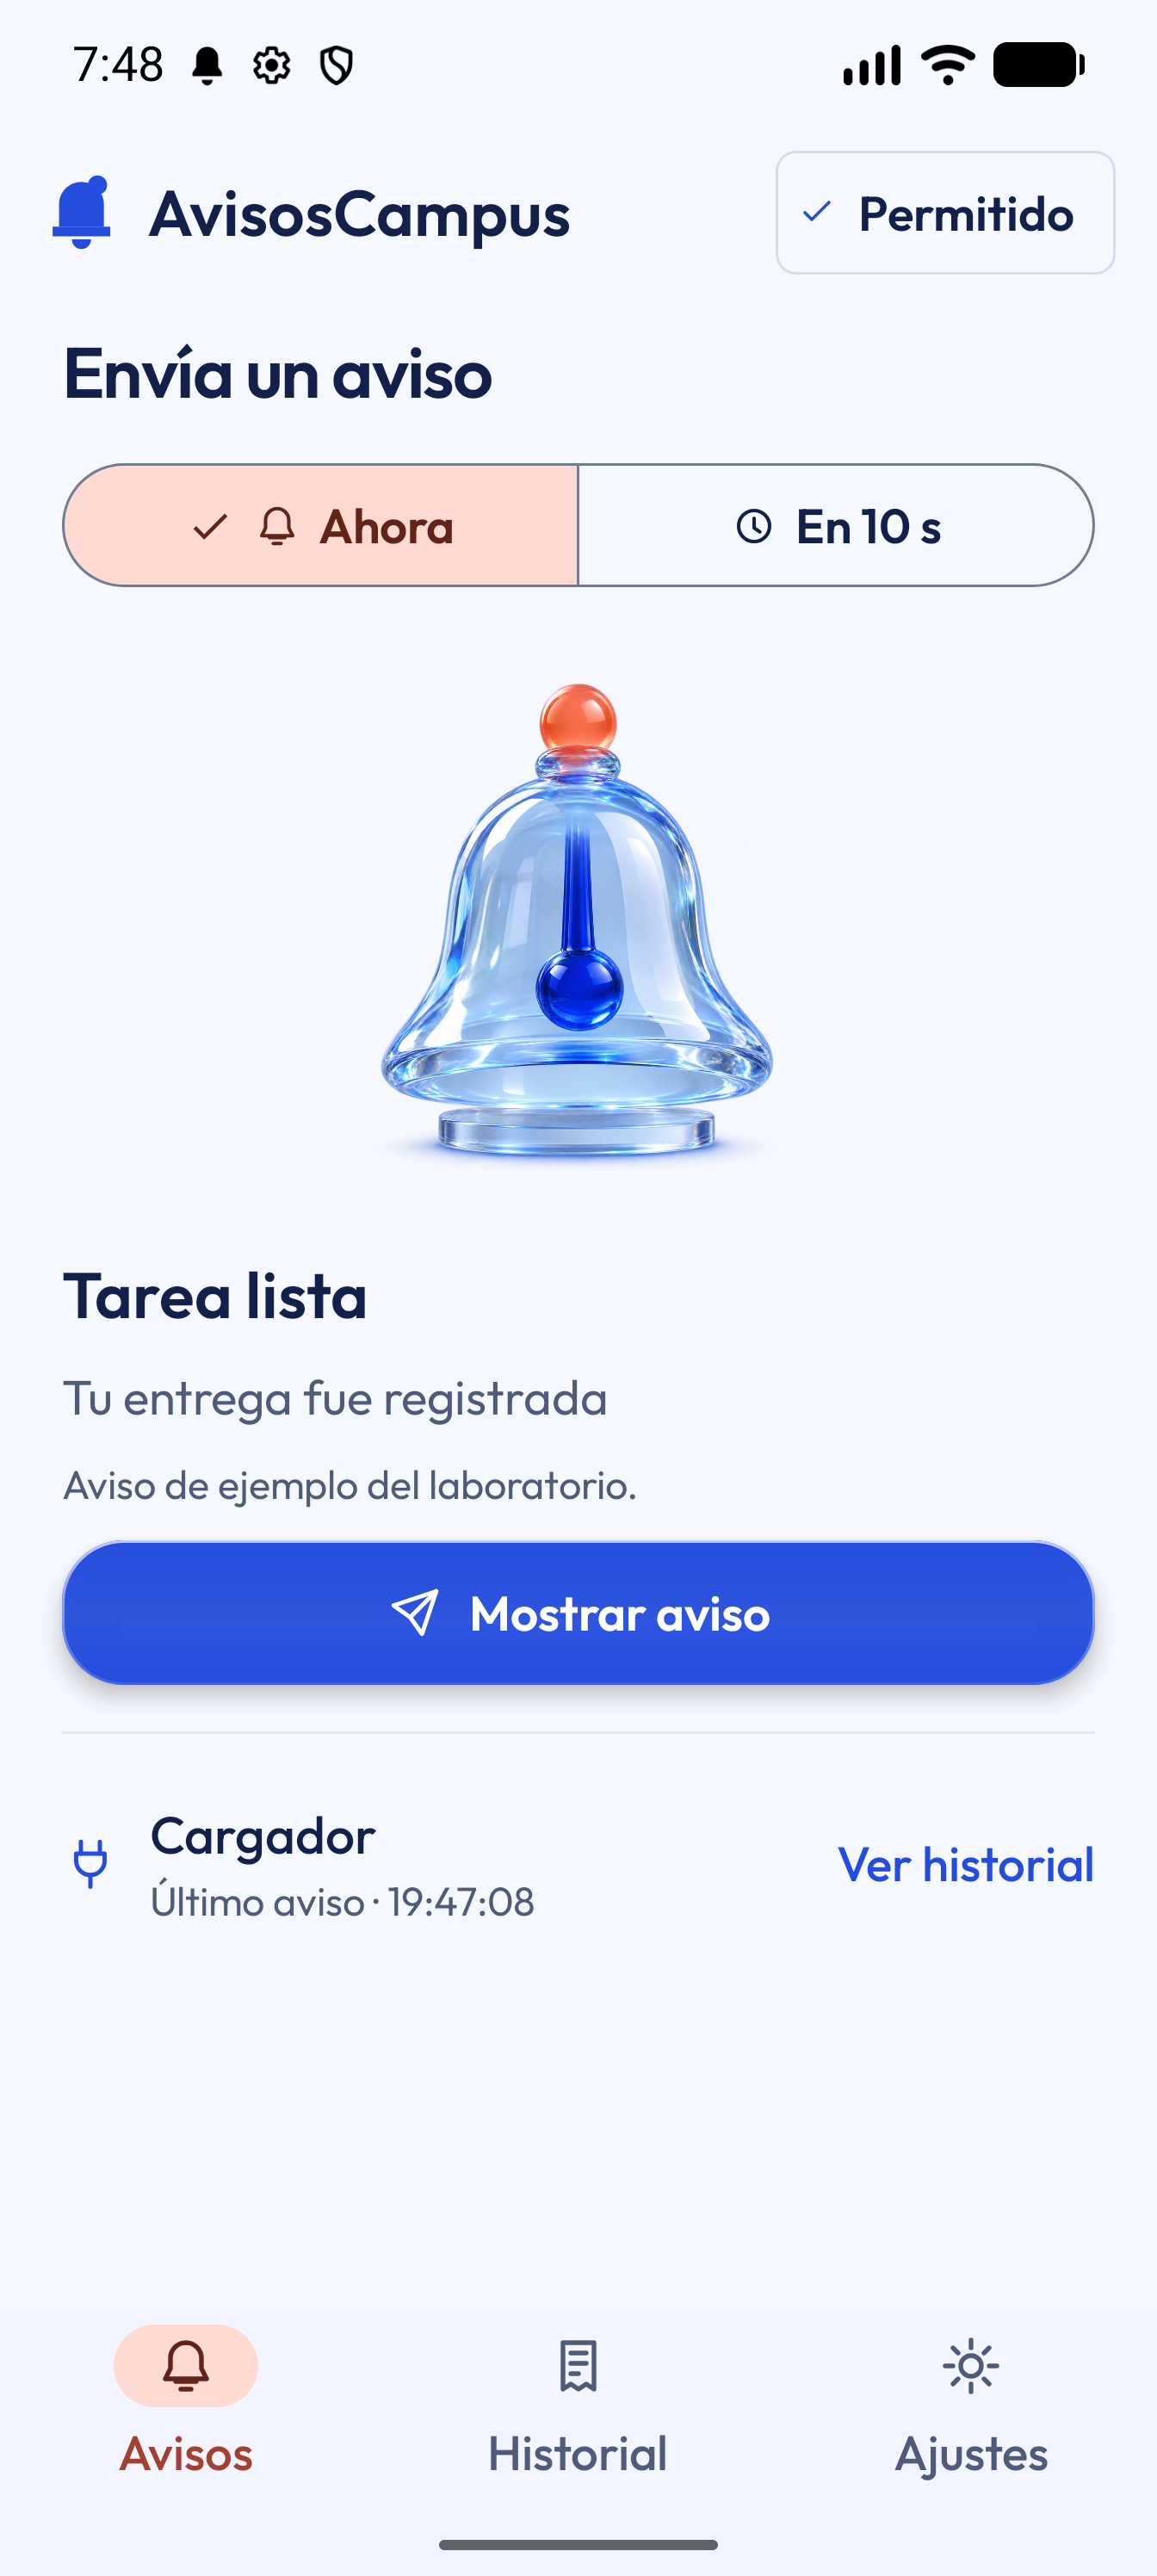 7:48
AvisosCampus
Permitido
Envía un aviso
Ahora
En 10 s
Tarea lista
Tu entrega fue registrada
Aviso de ejemplo del laboratorio.
Mostrar aviso
Cargador
Último aviso · 19:47:08
Ver historial
Avisos
Historial
Ajustes